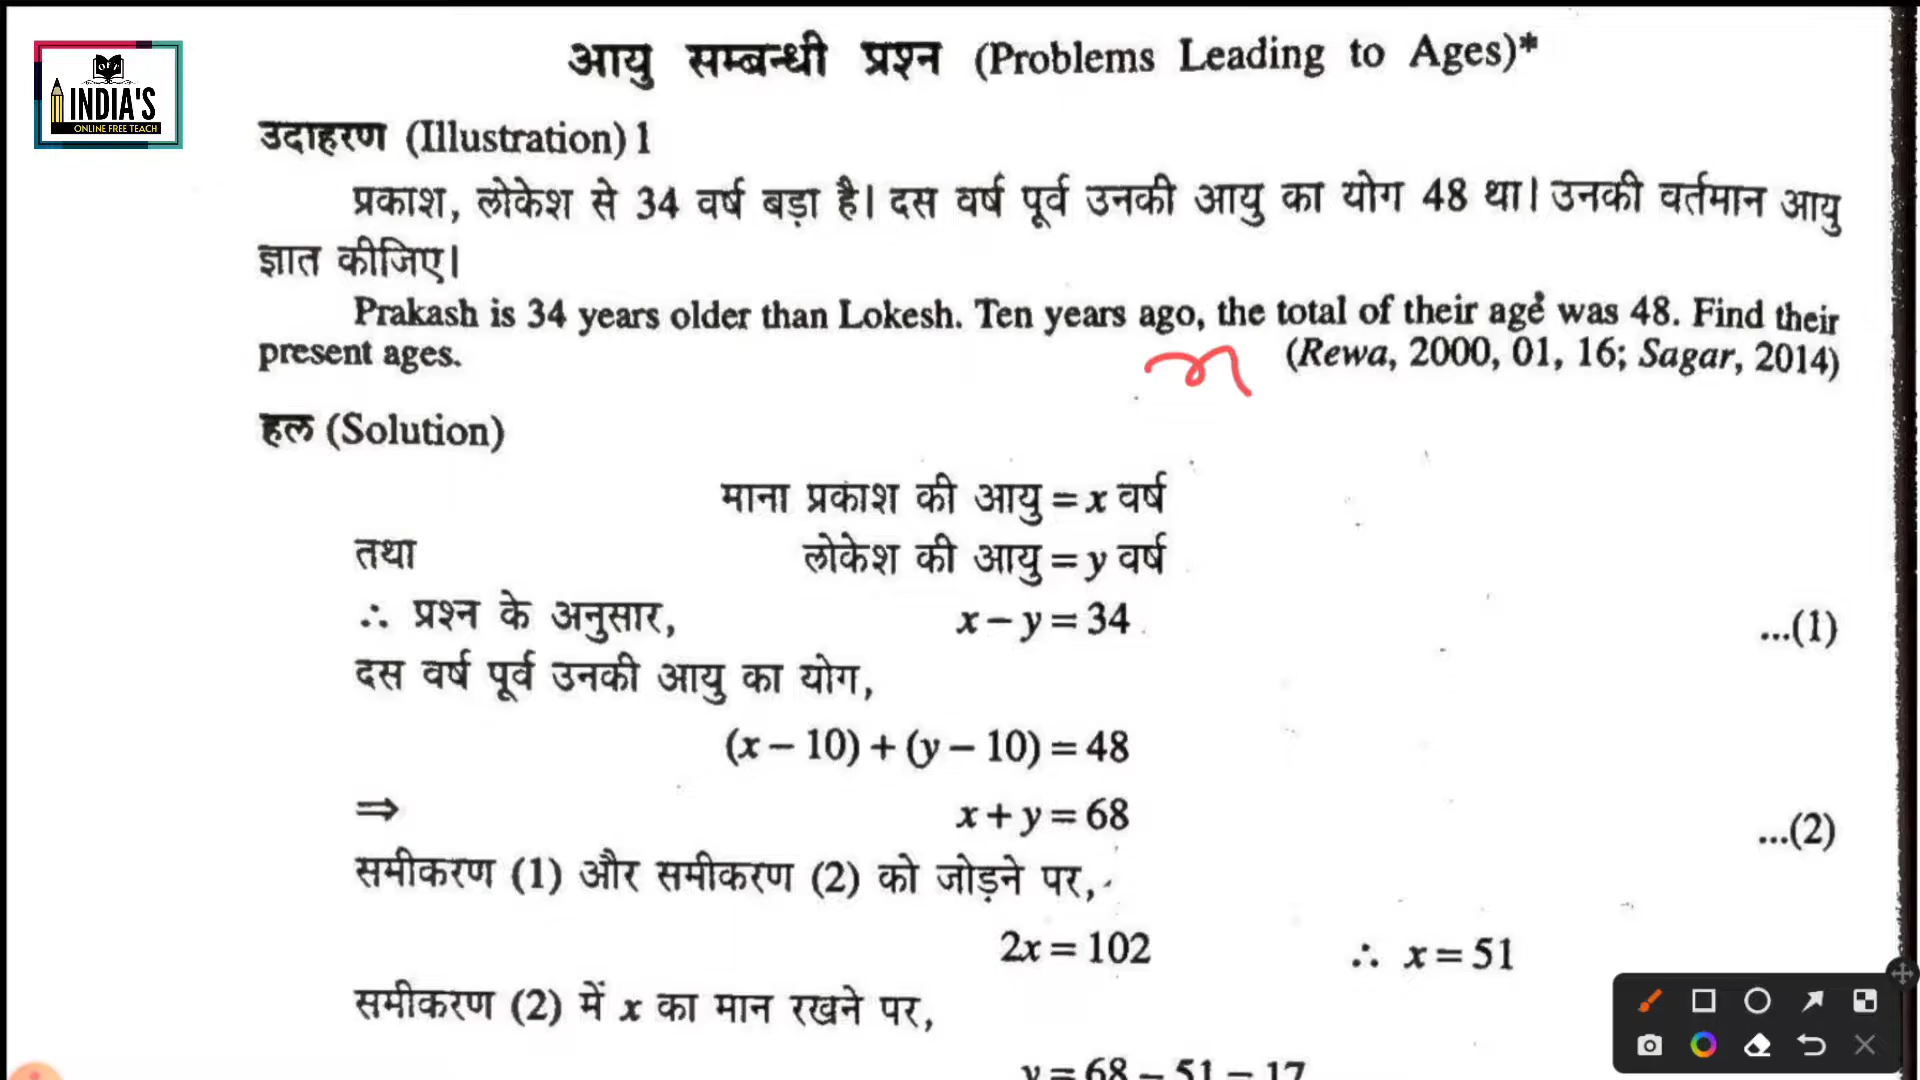 INDIA'S
ONLINE FREE TEACH
आयु सम्बन्धी प्रश्न (Problems Leading to Ages)*
उदाहरण (Illustration) 1
प्रकाश, लोकेश से 34 वर्ष बड़ा है। दस वर्ष पूर्व उनकी आयु का योग 48 था। उनकी वर्तमान आयु
ज्ञात कीजिए।
Prakash is 34 years older than Lokesh. Ten years ago, the total of their age was 48. Find their
present ages. (Rewa, 2000, 01, 16; Sagar, 2014)
हल (Solution)
माना प्रकाश की आयु = x वर्ष
तथा लोकेश की आयु = y वर्ष
∴ प्रश्न के अनुसार, x – y = 34 ...(1)
दस वर्ष पूर्व उनकी आयु का योग,
(x – 10) + (y – 10) = 48
⇒ x + y = 68 ...(2)
समीकरण (1) और समीकरण (2) को जोड़ने पर,
2x = 102 ∴ x = 51
समीकरण (2) में x का मान रखने पर,
y = 68 – 51 – 17